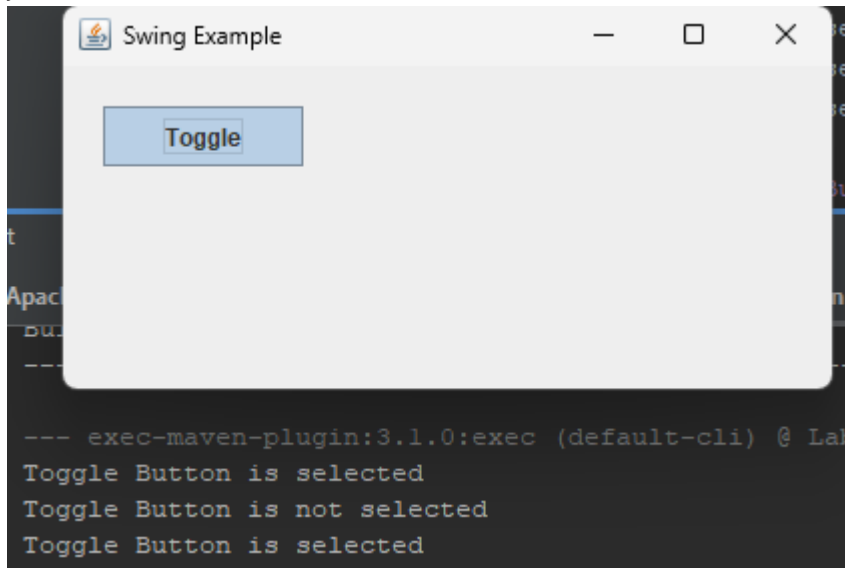 Swing Example
Toggle
t
Apac
--- exec-maven-plugin:3.1.0:exec (default-cli) @ La
Toggle Button is selected
Toggle Button is not selected
Toggle Button is selected